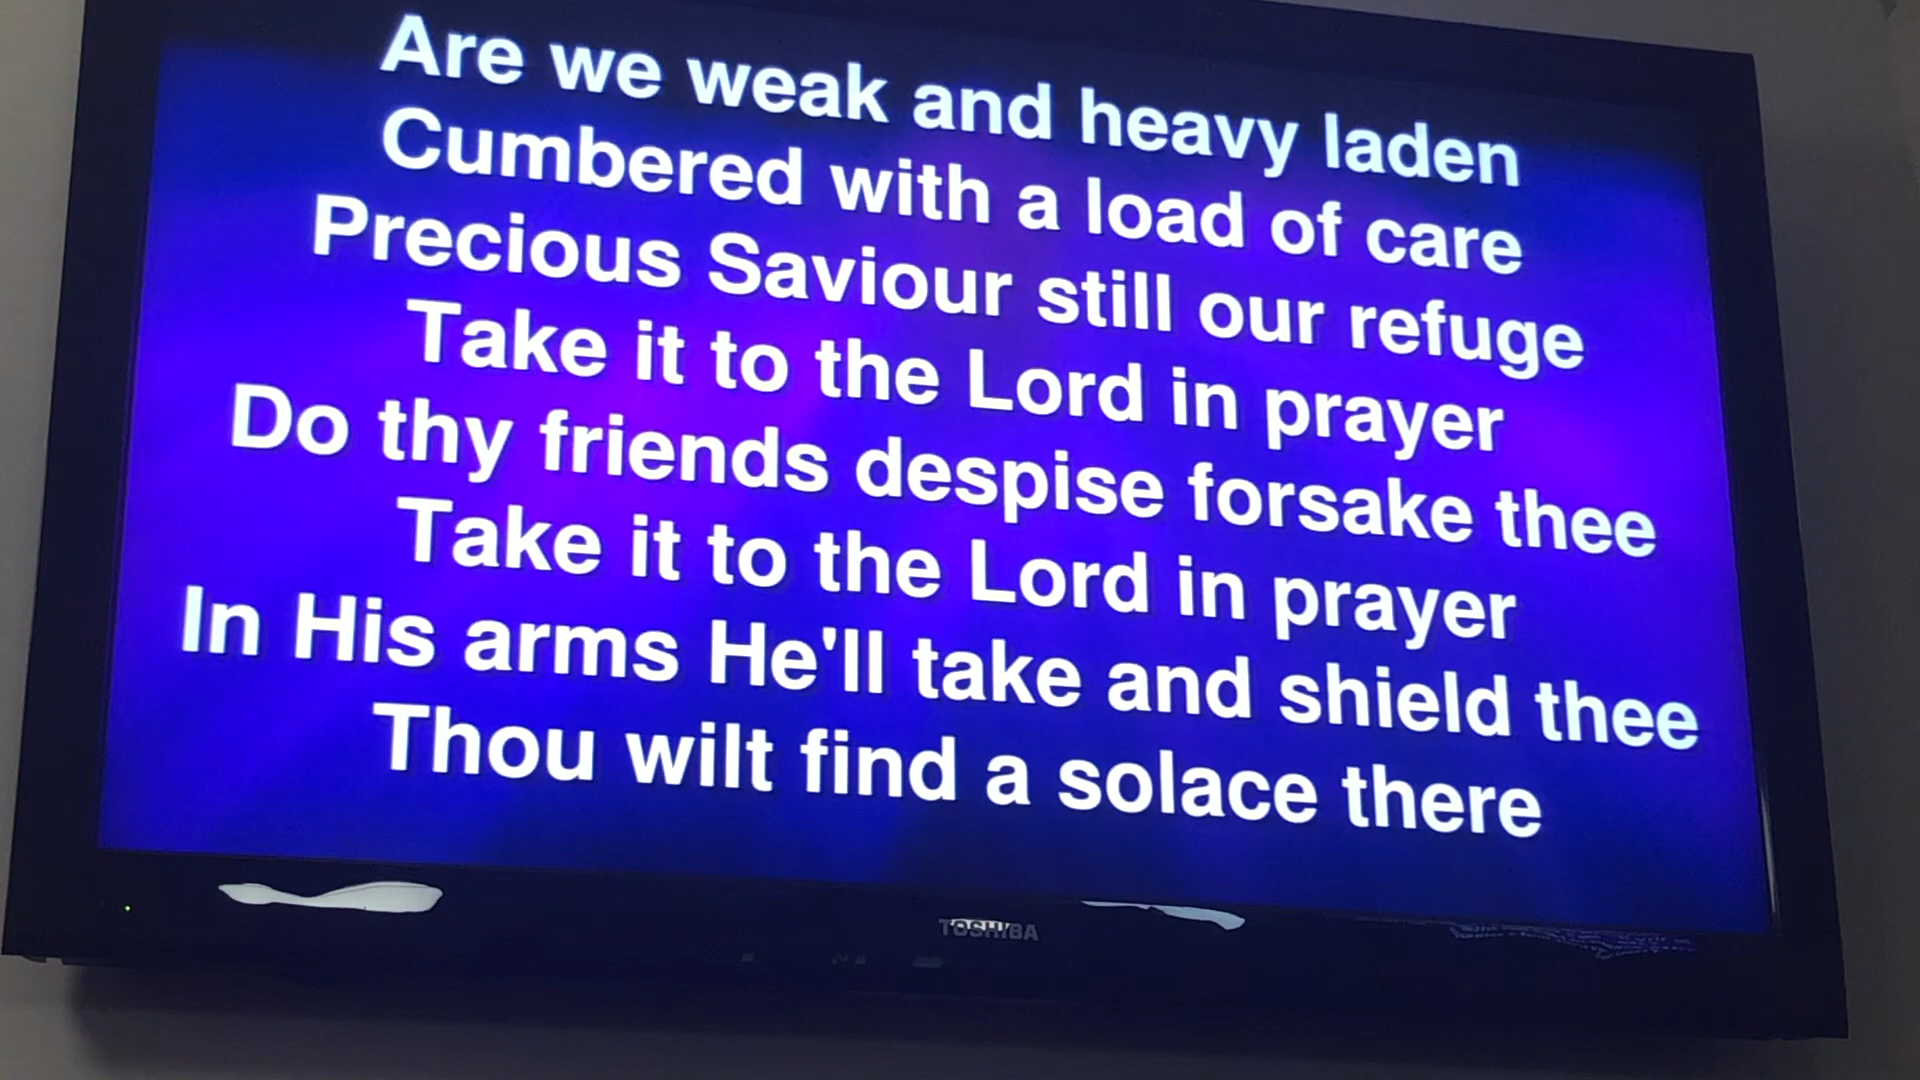 Are we weak and heavy laden
Cumbered with a load of care
Precious Saviour still our refuge
Take it to the Lord in prayer
Do thy friends despise forsake thee
Take it to the Lord in prayer
In His arms He'll take and shield thee
Thou wilt find a solace there
TOSHIBA